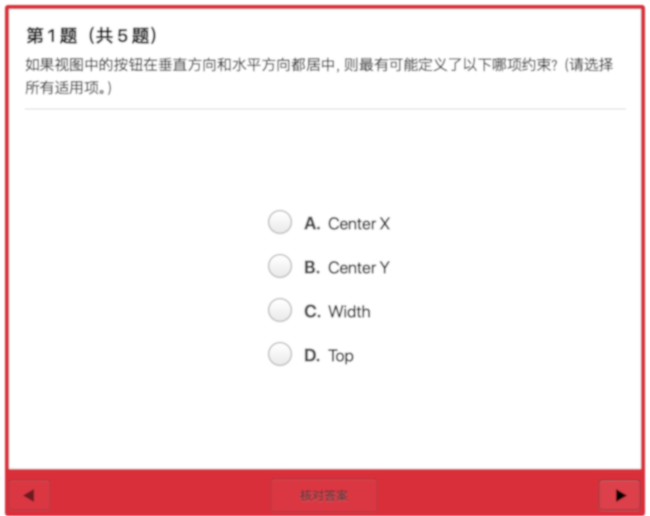 第1题（共5题）
如果视图中的按钮在垂直方向和水平方向都居中, 则最有可能定义了以下哪项约束？（请选择
所有适用项。）
A. Center X
B. Center Y
C. Width
D. Top
核对答案